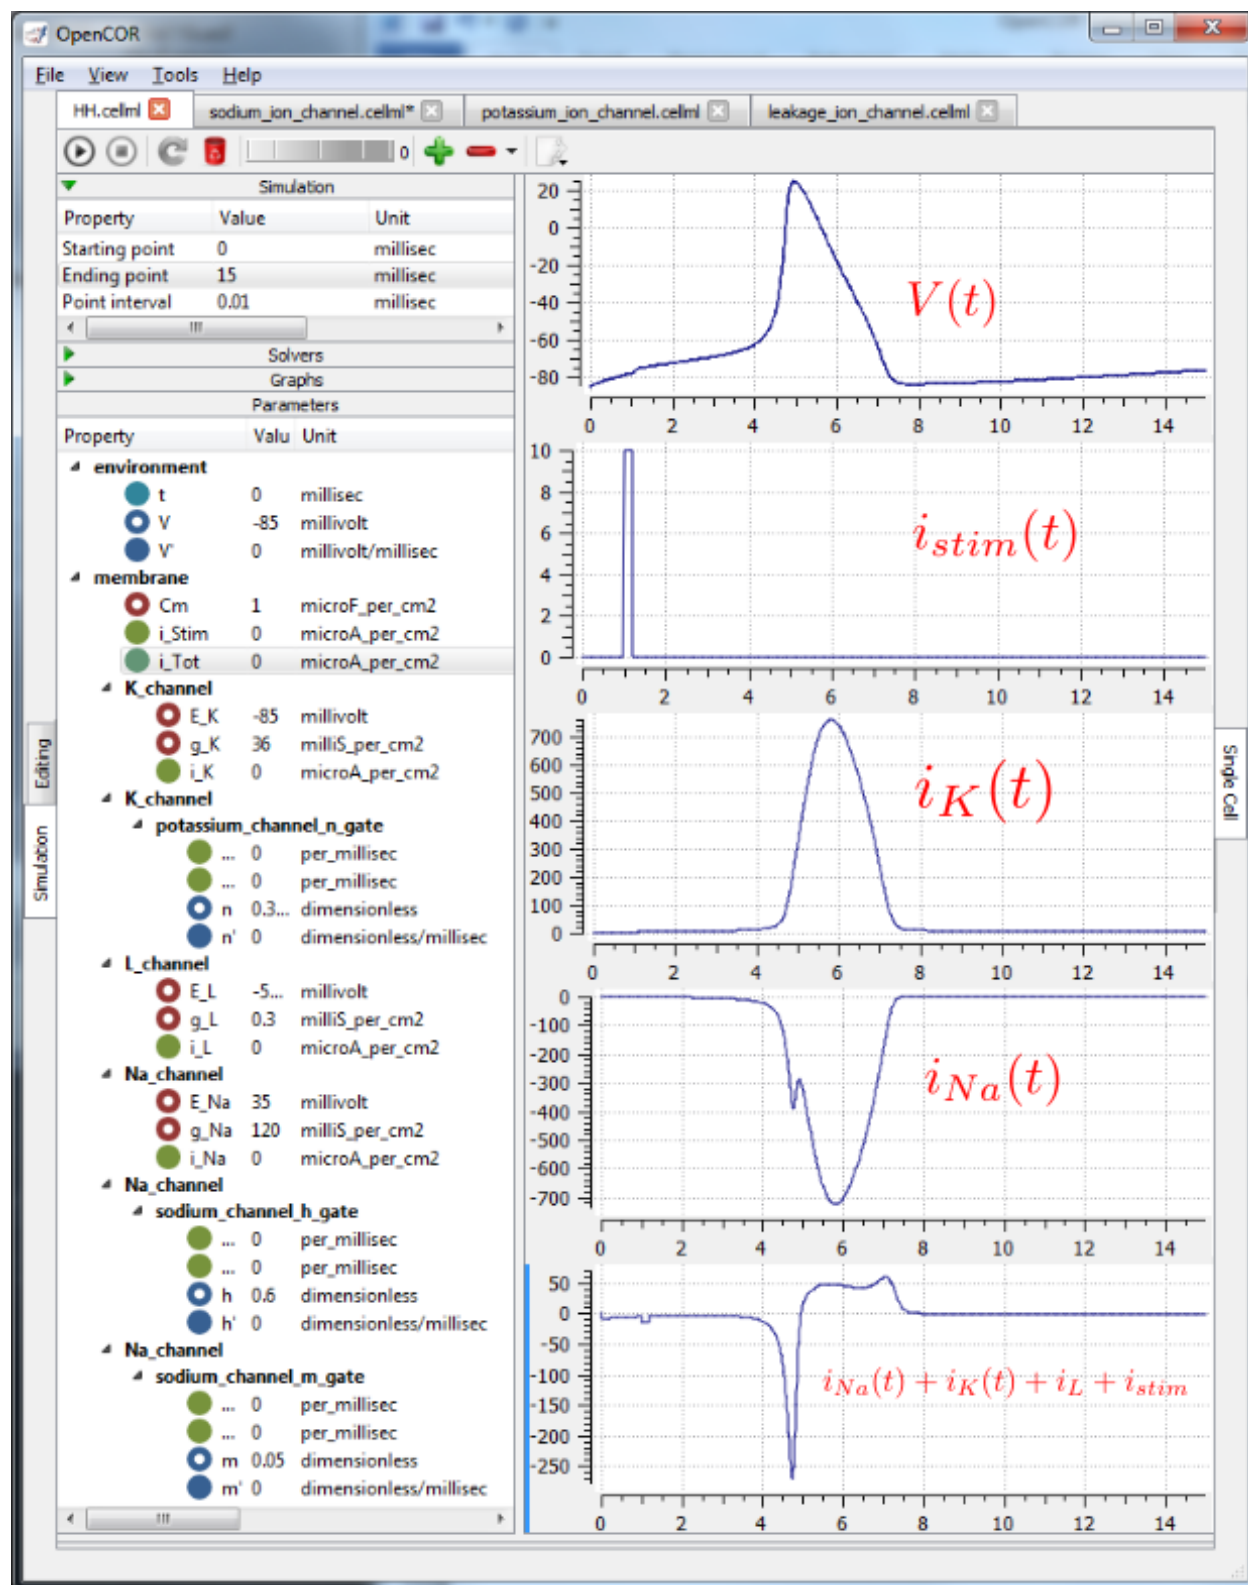 OpenCOR
File View Tools Help
HH.cellml sodium_ion_channel.cellml* potassium_ion_channel.cellml leakage_ion_channel.cellml
0
Simulation
Property Value Unit
Starting point 0 millisec
Ending point 15 millisec
Point interval 0.01 millisec
Solvers
Graphs
Parameters
Property Valu Unit
environment
t 0 millisec
V -85 millivolt
V' 0 millivolt/millisec
membrane
Cm 1 microF_per_cm2
i_Stim 0 microA_per_cm2
i_Tot 0 microA_per_cm2
K_channel
E_K -85 millivolt
g_K 36 milliS_per_cm2
i_K 0 microA_per_cm2
K_channel
potassium_channel_n_gate
... 0 per_millisec
... 0 per_millisec
n 0.3... dimensionless
n' 0 dimensionless/millisec
L_channel
E_L -5... millivolt
g_L 0.3 milliS_per_cm2
i_L 0 microA_per_cm2
Na_channel
E_Na 35 millivolt
g_Na 120 milliS_per_cm2
i_Na 0 microA_per_cm2
Na_channel
sodium_channel_h_gate
... 0 per_millisec
... 0 per_millisec
h 0.6 dimensionless
h' 0 dimensionless/millisec
Na_channel
sodium_channel_m_gate
... 0 per_millisec
... 0 per_millisec
m 0.05 dimensionless
m' 0 dimensionless/millisec
Editing
Simulation
20
0
-20
-40
-60
-80
V(t)
0 2 4 6 8 10 12 14
10
8
6
4
2
0
i_stim(t)
0 2 4 6 8 10 12 14
700
600
500
400
300
200
100
0
i_K(t)
0 2 4 6 8 10 12 14
0
-100
-200
-300
-400
-500
-600
-700
i_Na(t)
0 2 4 6 8 10 12 14
50
0
-50
-100
-150
-200
-250
i_Na(t) + i_K(t) + i_L + i_stim
0 2 4 6 8 10 12 14
Single Cell